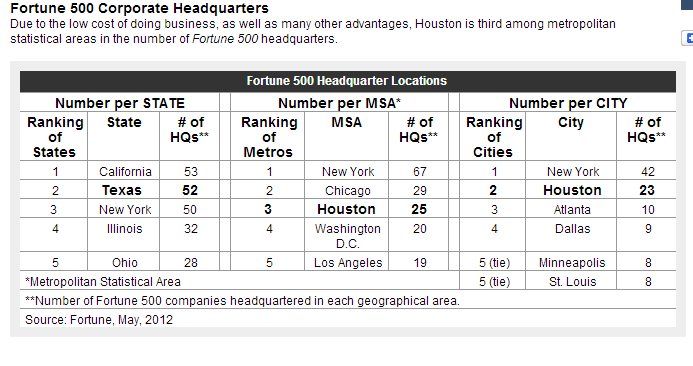 Fortune 500 Corporate Headquarters
Due to the low cost of doing business, as well as many other advantages, Houston is third among metropolitan
statistical areas in the number of Fortune 500 headquarters.
Fortune 500 Headquarter Locations
Number per STATE Number per MSA* Number per CITY
Ranking of States State # of HQs** Ranking of Metros MSA # of HQs** Ranking of Cities City # of HQs**
1 California 53 1 New York 67 1 New York 42
2 Texas 52 2 Chicago 29 2 Houston 23
3 New York 50 3 Houston 25 3 Atlanta 10
4 Illinois 32 4 Washington D.C. 20 4 Dallas 9
5 Ohio 28 5 Los Angeles 19 5 (tie) Minneapolis 8
*Metropolitan Statistical Area 5 (tie) St. Louis 8
**Number of Fortune 500 companies headquartered in each geographical area.
Source: Fortune, May, 2012